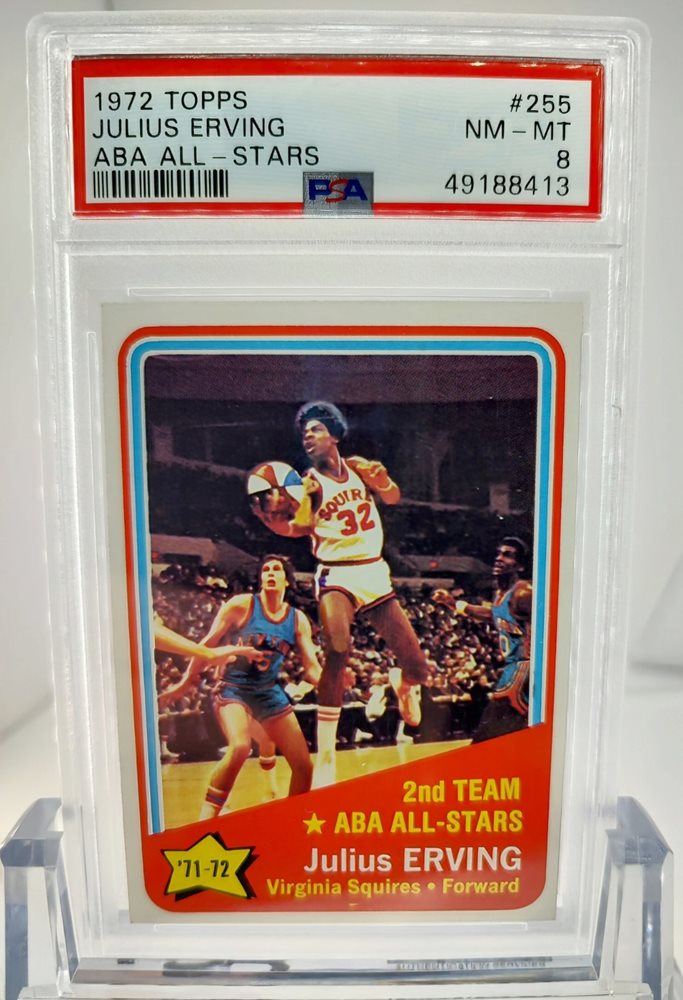 1972 TOPPS #255
JULIUS ERVING NM-MT
ABA ALL-STARS 8
PSA 49188413
SQUIR
32
2nd TEAM
★ ABA ALL-STARS
'71-72
Julius ERVING
Virginia Squires • Forward